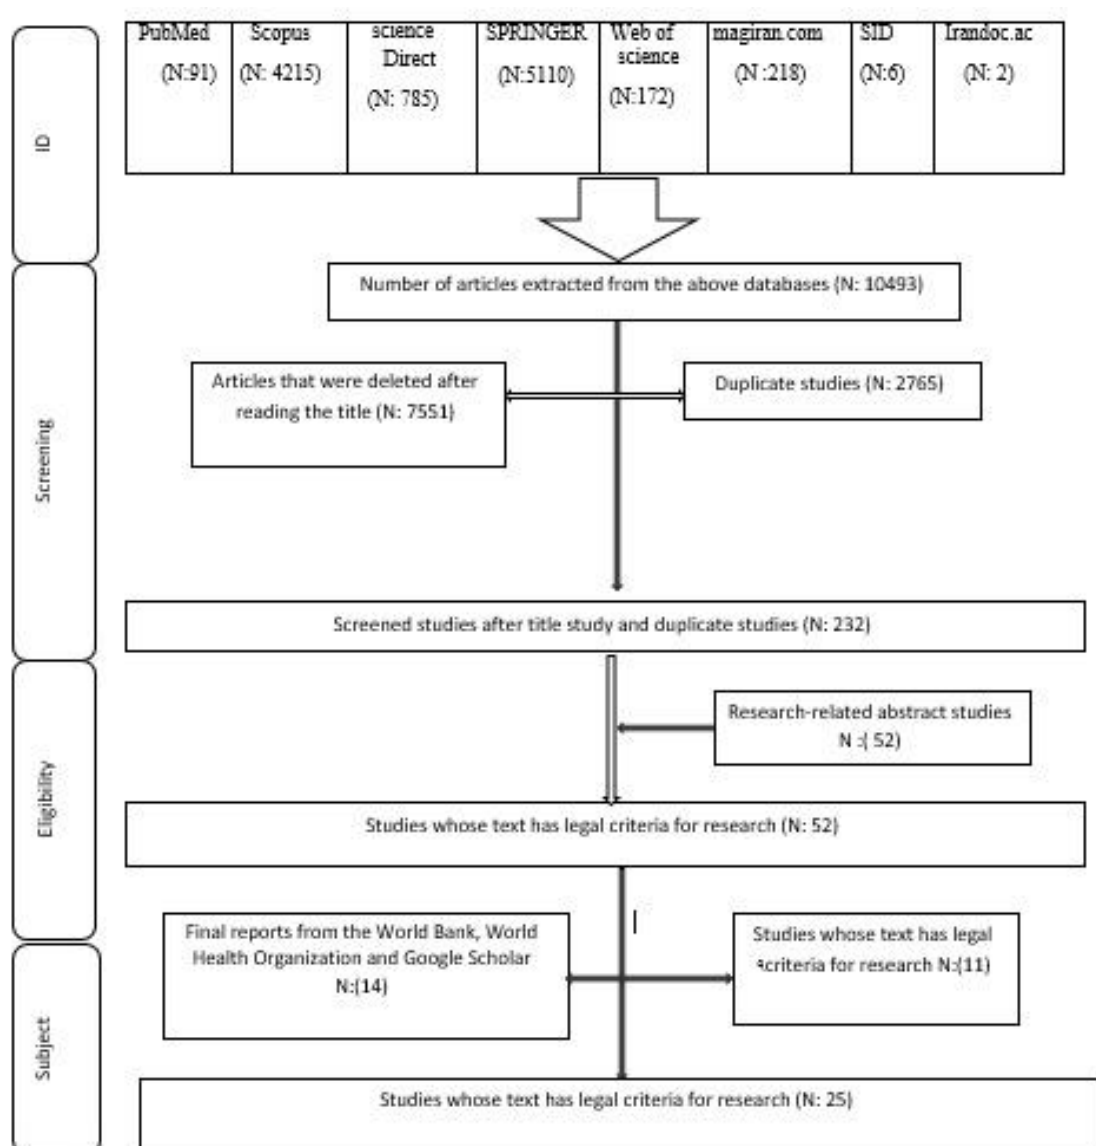 PubMed
(N:91)
Scopus
(N: 4215)
science
Direct
(N: 785)
SPRINGER
(N:5110)
Web of
science
(N:172)
magiran.com
(N :218)
SID
(N:6)
Irandoc.ac
(N: 2)
ID
Number of articles extracted from the above databases (N: 10493)
Screening
Articles that were deleted after
reading the title (N: 7551)
Duplicate studies (N: 2765)
Screened studies after title study and duplicate studies (N: 232)
Eligibility
Research-related abstract studies
N :( 52)
Studies whose text has legal criteria for research (N: 52)
Final reports from the World Bank, World
Health Organization and Google Scholar
N:(14)
Studies whose text has legal
criteria for research N:(11)
Subject
Studies whose text has legal criteria for research (N: 25)